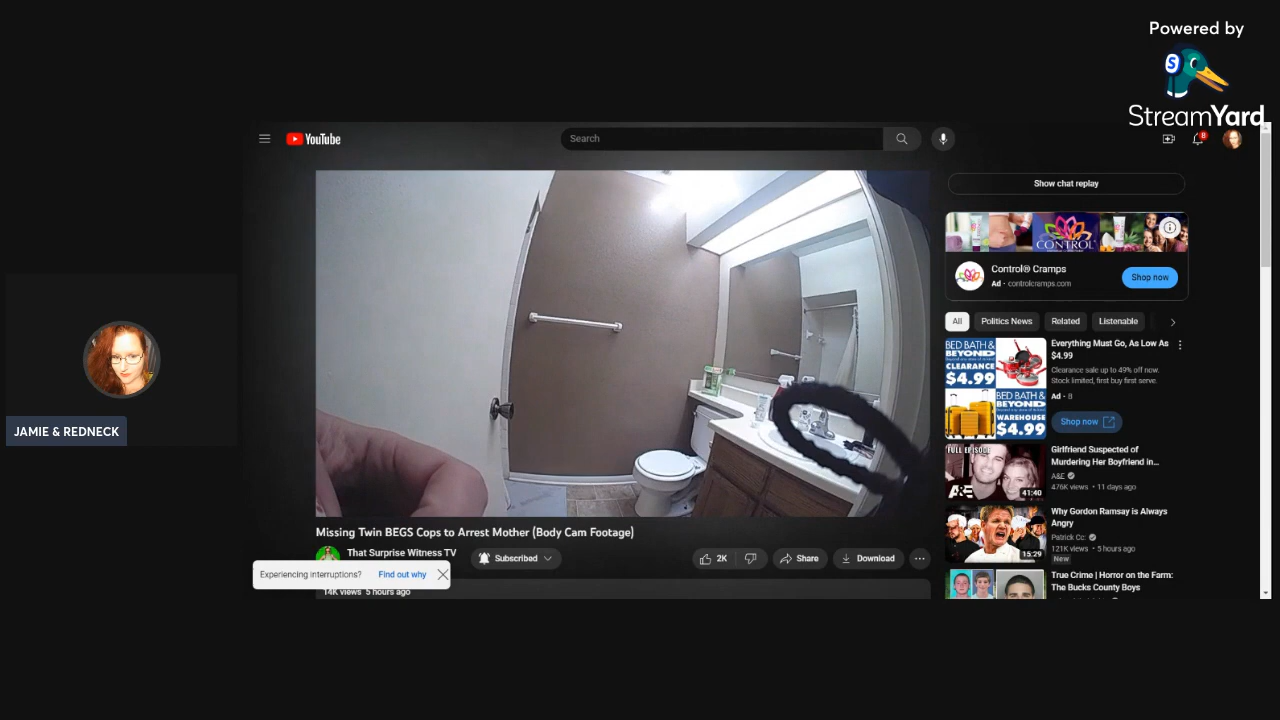 Powered by
StreamYard
YouTube
Search
8
Show chat replay
CONTROL
Control® Cramps
Ad · controlcramps.com
Shop now
All
Politics News
Related
Listenable
BED BATH &
BEYOND
CLEARANCE
$4.99
BED BATH &
BEYOND
WAREHOUSE
$4.99
Everything Must Go, As Low As
$4.99
Clearance sale up to 49% off now.
Stock limited, first buy first serve.
Ad · 8
Shop now
FULL EPISODE
A&E
41:40
Girlfriend Suspected of
Murdering Her Boyfriend in...
A&E
476K views · 11 days ago
15:29
Why Gordon Ramsay is Always
Angry
Patrick Cc:
121K views · 5 hours ago
New
True Crime | Horror on the Farm:
The Bucks County Boys
JAMIE & REDNECK
Missing Twin BEGS Cops to Arrest Mother (Body Cam Footage)
That Surprise Witness TV
Subscribed
2K
Share
Download
Experiencing interruptions?
Find out why
14K views 5 hours ago